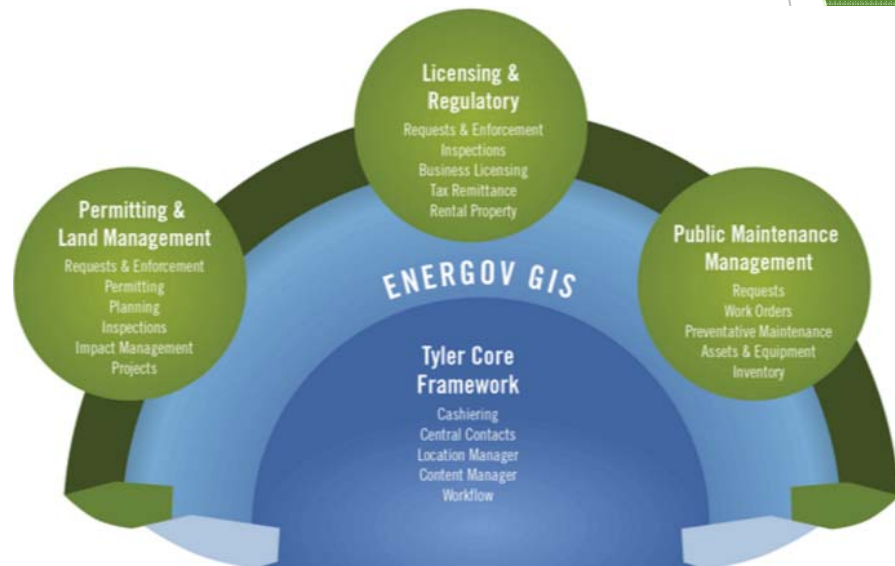 Licensing &
Regulatory
Requests & Enforcement
Inspections
Business Licensing
Tax Remittance
Rental Property
Permitting &
Land Management
Requests & Enforcement
Permitting
Planning
Inspections
Impact Management
Projects
Public Maintenance
Management
Requests
Work Orders
Preventative Maintenance
Assets & Equipment
Inventory
ENERGOV GIS
Tyler Core
Framework
Cashiering
Central Contacts
Location Manager
Content Manager
Workflow